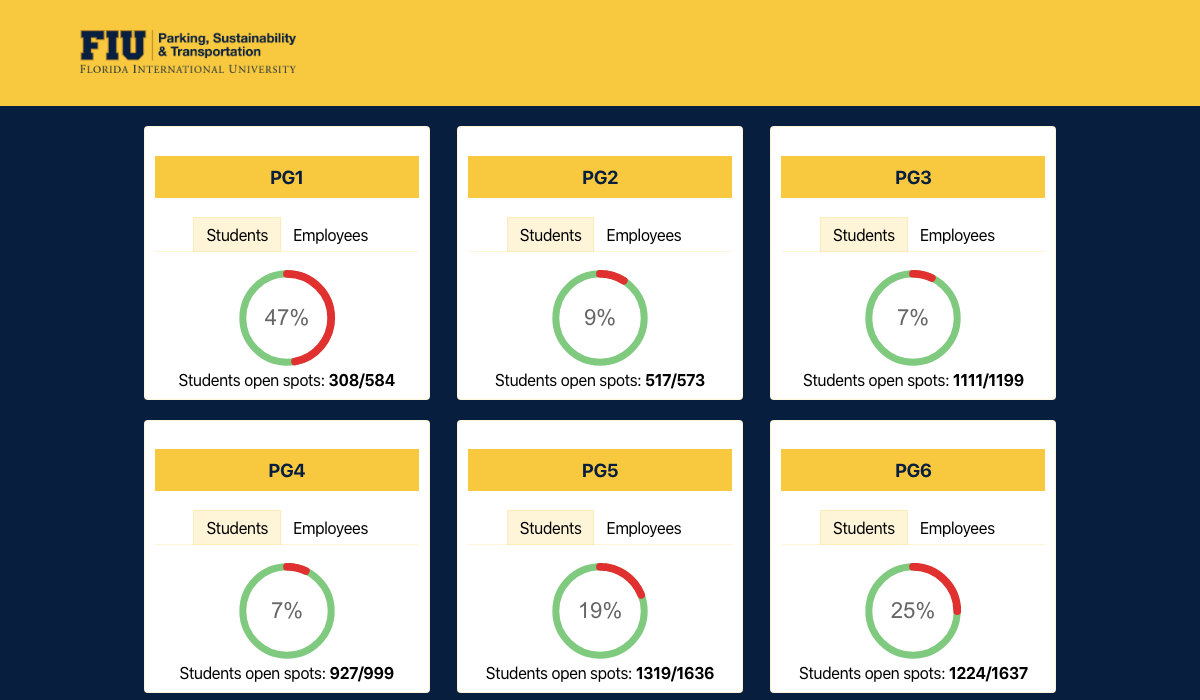 FIU Parking, Sustainability
& Transportation
FLORIDA INTERNATIONAL UNIVERSITY
PG1
Students Employees
47%
Students open spots: 308/584
PG2
Students Employees
9%
Students open spots: 517/573
PG3
Students Employees
7%
Students open spots: 1111/1199
PG4
Students Employees
7%
Students open spots: 927/999
PG5
Students Employees
19%
Students open spots: 1319/1636
PG6
Students Employees
25%
Students open spots: 1224/1637